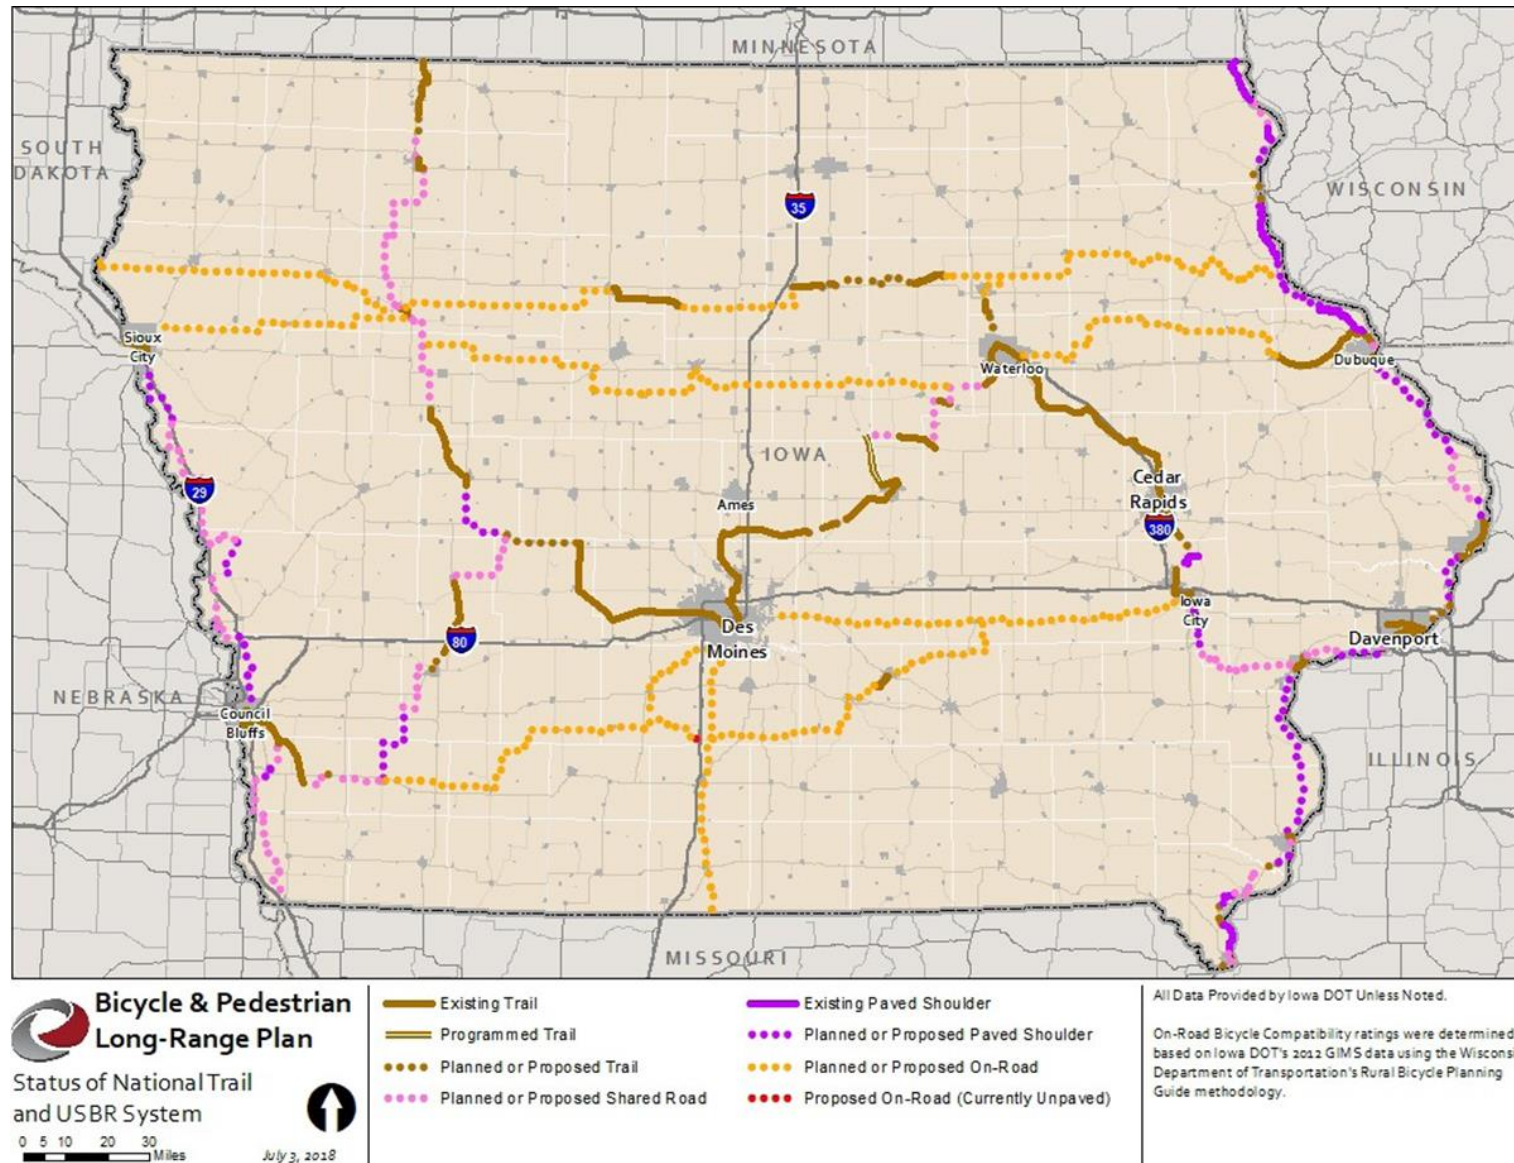 MINNESOTA
SOUTH
DAKOTA
WISCONSIN
35
Sioux
City
Waterloo
Dubuque
IOWA
29
Ames
Cedar
Rapids
380
80
Des
Moines
Iowa
City
Davenport
NEBRASKA
Council
Bluffs
ILLINOIS
MISSOURI
Bicycle & Pedestrian
Long-Range Plan
Status of National Trail
and USBR System
0 5 10 20 30
Miles
July 3, 2018
Existing Trail
Programmed Trail
Planned or Proposed Trail
Planned or Proposed Shared Road
Existing Paved Shoulder
Planned or Proposed Paved Shoulder
Planned or Proposed On-Road
Proposed On-Road (Currently Unpaved)
All Data Provided by Iowa DOT Unless Noted.
On-Road Bicycle Compatibility ratings were determined
based on Iowa DOT's 2012 GIMS data using the Wisconsi
Department of Transportation's Rural Bicycle Planning
Guide methodology.